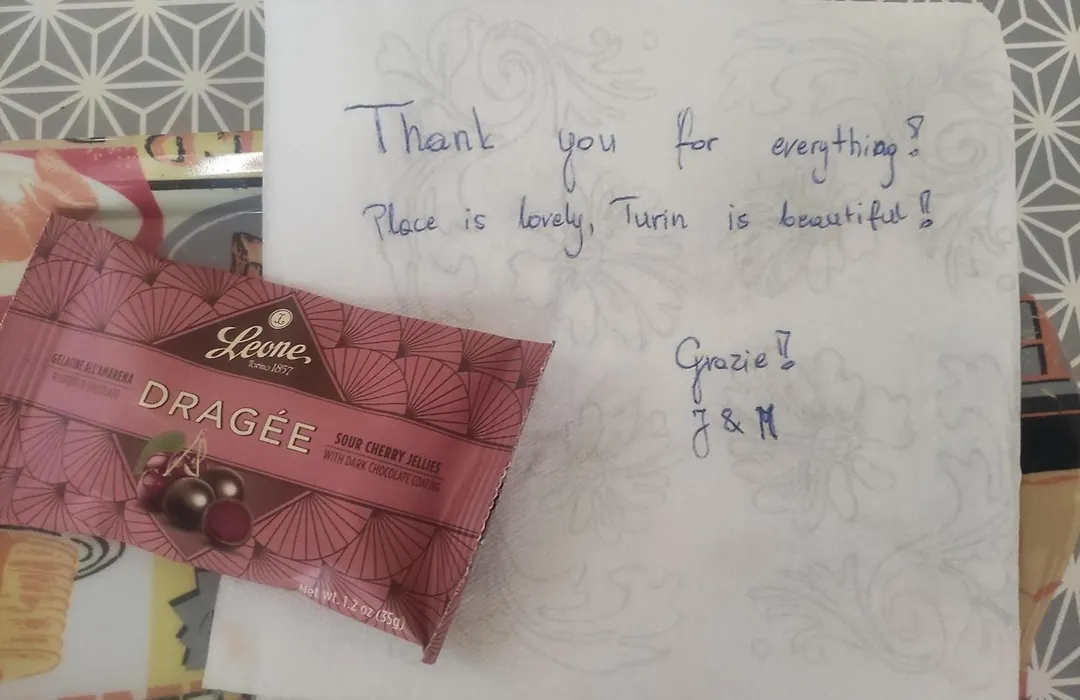 Thank you for everything!
Place is lovely, Turin is beautiful!!
Grazie!!
J & M
L
Leone
Torino 1857
GELATINE ALL'AMARENA
DRAGÉE
SOUR CHERRY JELLIES
WITH DARK CHOCOLATE COATING
Net wt. 1.2 oz (35g)